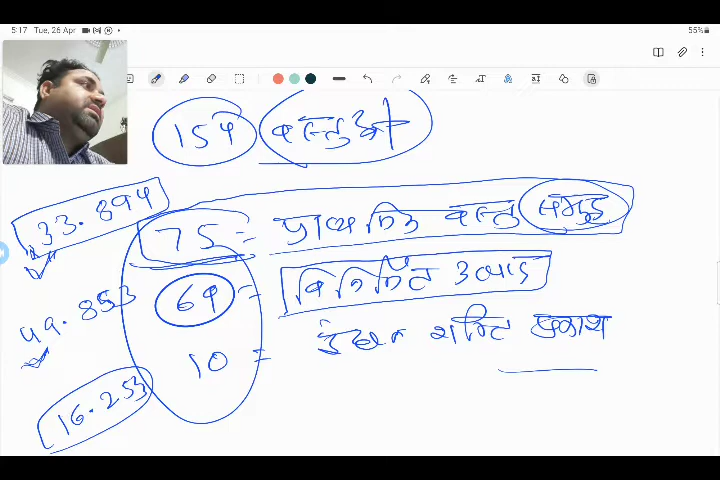 5:17 Tue, 26 Apr 55%
154 वस्तुओं
33.894
75 = प्राथमिक वस्तु समूह
49.853 69 = विनिर्मित उत्पाद
10 = ईंधन शक्ति प्रकाश
16.253